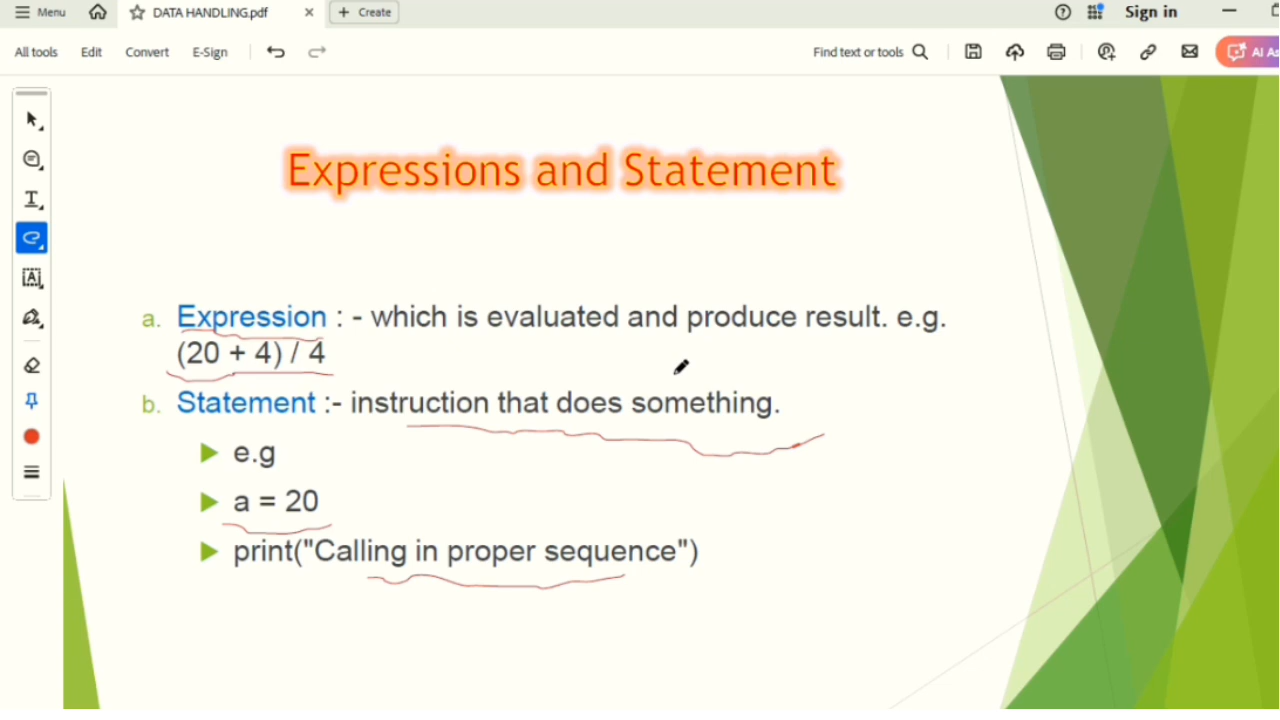 Menu
DATA HANDLING.pdf
× + Create
Sign in
All tools Edit Convert E-Sign
Find text or tools
AI As
Expressions and Statement
a. Expression : - which is evaluated and produce result. e.g.
(20 + 4) / 4
b. Statement :- instruction that does something.
e.g
a = 20
print("Calling in proper sequence")